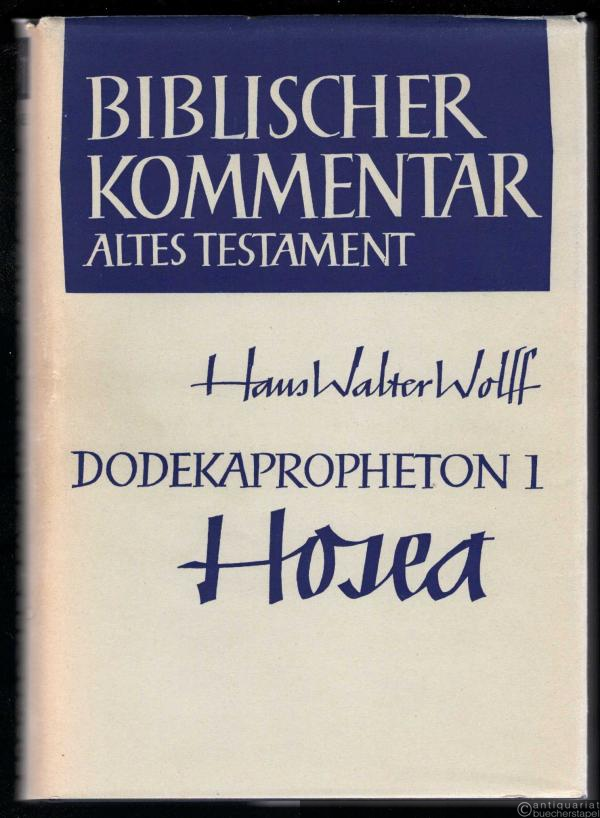 BIBLISCHER
KOMMENTAR
ALTES TESTAMENT
Hans Walter Wolff
DODEKAPROPHETON 1
Hosea
© antiquariat
buecherstapel